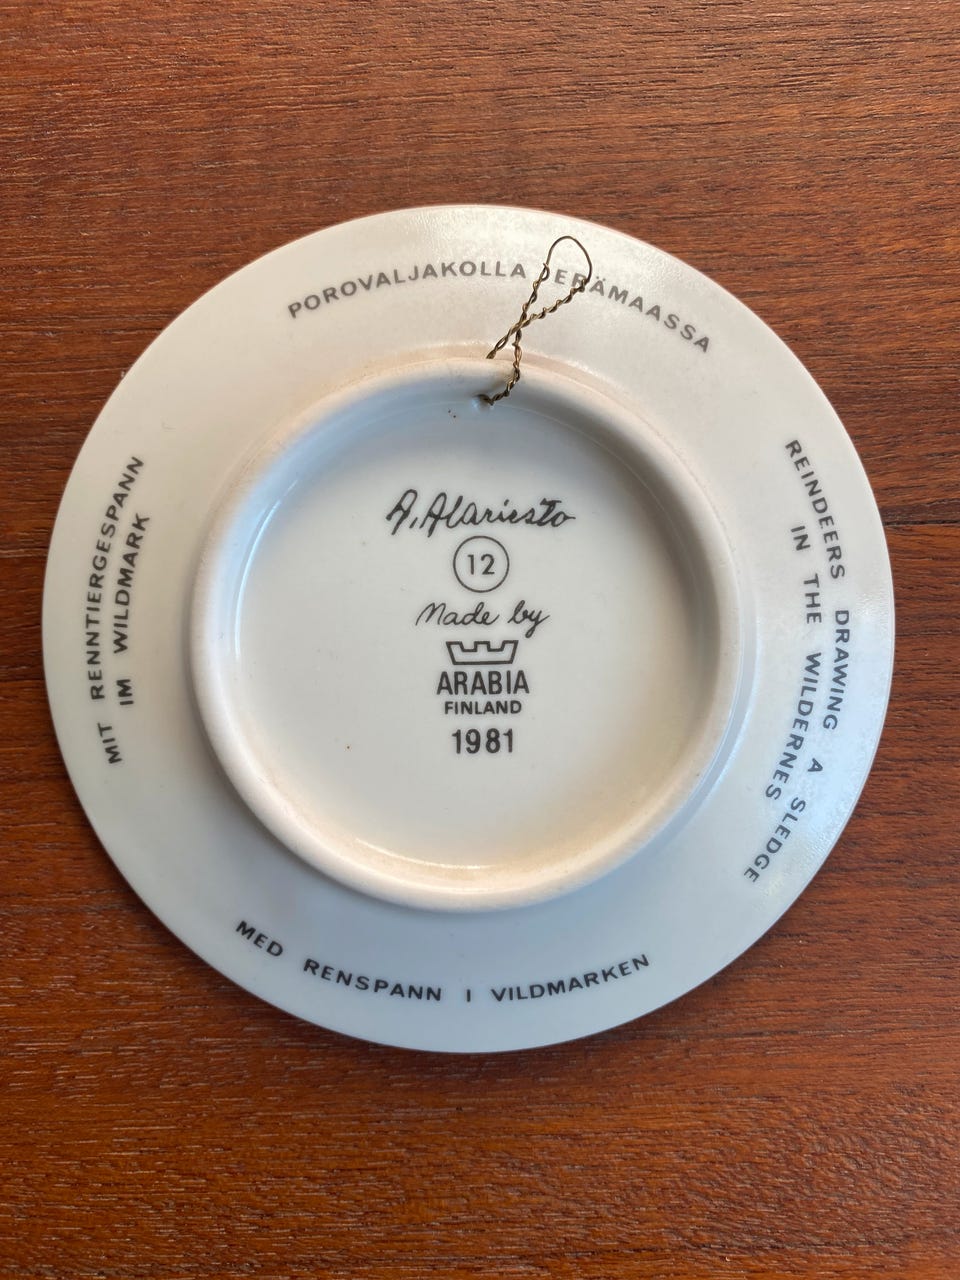 POROVALJAKOLLA ERÄMAASSA
REINDEERS DRAWING A SLEDGE
IN THE WILDERNES
MED RENSPANN I VILDMARKEN
MIT RENNTIERGESPANN
IM WILDMARK
A. Alariesto
12
Made by
ARABIA
FINLAND
1981